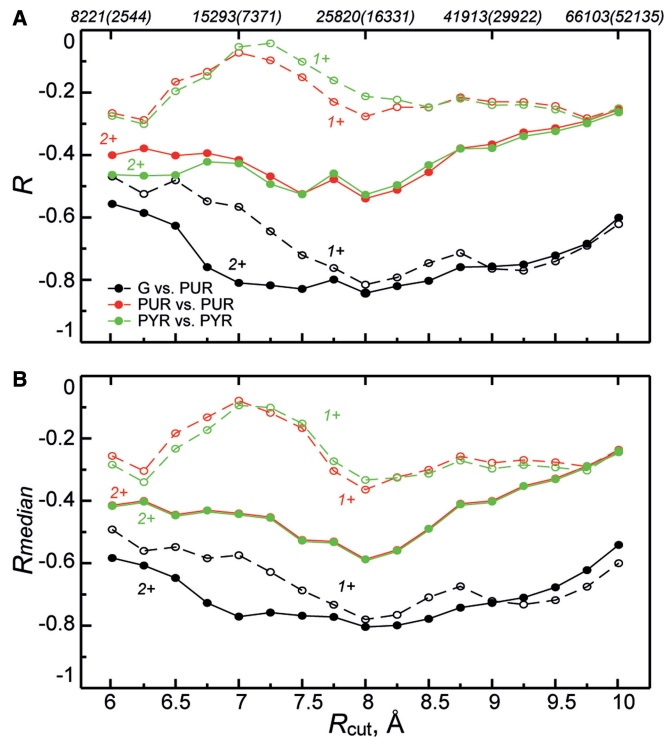 8221(2544) 15293(7371) 25820(16331) 41913(29922) 66103(52135)
A
0
-0.2
-0.4
-0.6
-0.8
-1
R
1+
1+
2+
2+
1+
2+
G vs. PUR
PUR vs. PUR
PYR vs. PYR
B
0
-0.2
-0.4
-0.6
-0.8
-1
Rmedian
1+
1+
2+
2+
1+
2+
6 6.5 7 7.5 8 8.5 9 9.5 10
Rcut, Å